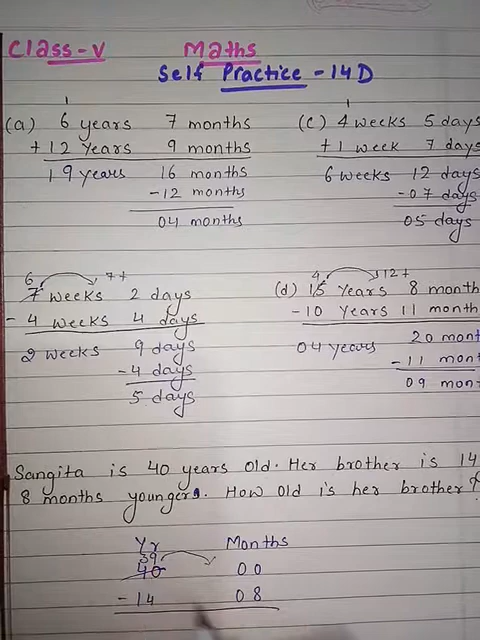 Class-V Maths
Self Practice - 14D
1 1
(a) 6 years 7 months (c) 4 weeks 5 days
+12 Years 9 months +1 week 7 days
19 years 16 months 6 weeks 12 days
-12 months -07 days
04 months 05 days
6 7+ 4 12+
7 weeks 2 days (d) 15 Years 8 month
- 4 weeks 4 days -10 Years 11 month
2 weeks 9 days 04 years 20 mont
-4 days -11 mont
5 days 09 mon
Sangita is 40 years old. Her brother is 14
8 months younger. How old is her brother?
Yr Months
39
40 00
-14 08